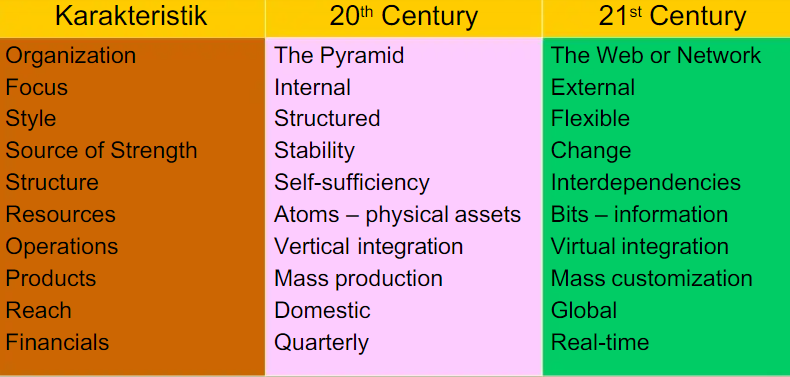 Karakteristik 20th Century 21st Century
Organization The Pyramid The Web or Network
Focus Internal External
Style Structured Flexible
Source of Strength Stability Change
Structure Self-sufficiency Interdependencies
Resources Atoms – physical assets Bits – information
Operations Vertical integration Virtual integration
Products Mass production Mass customization
Reach Domestic Global
Financials Quarterly Real-time